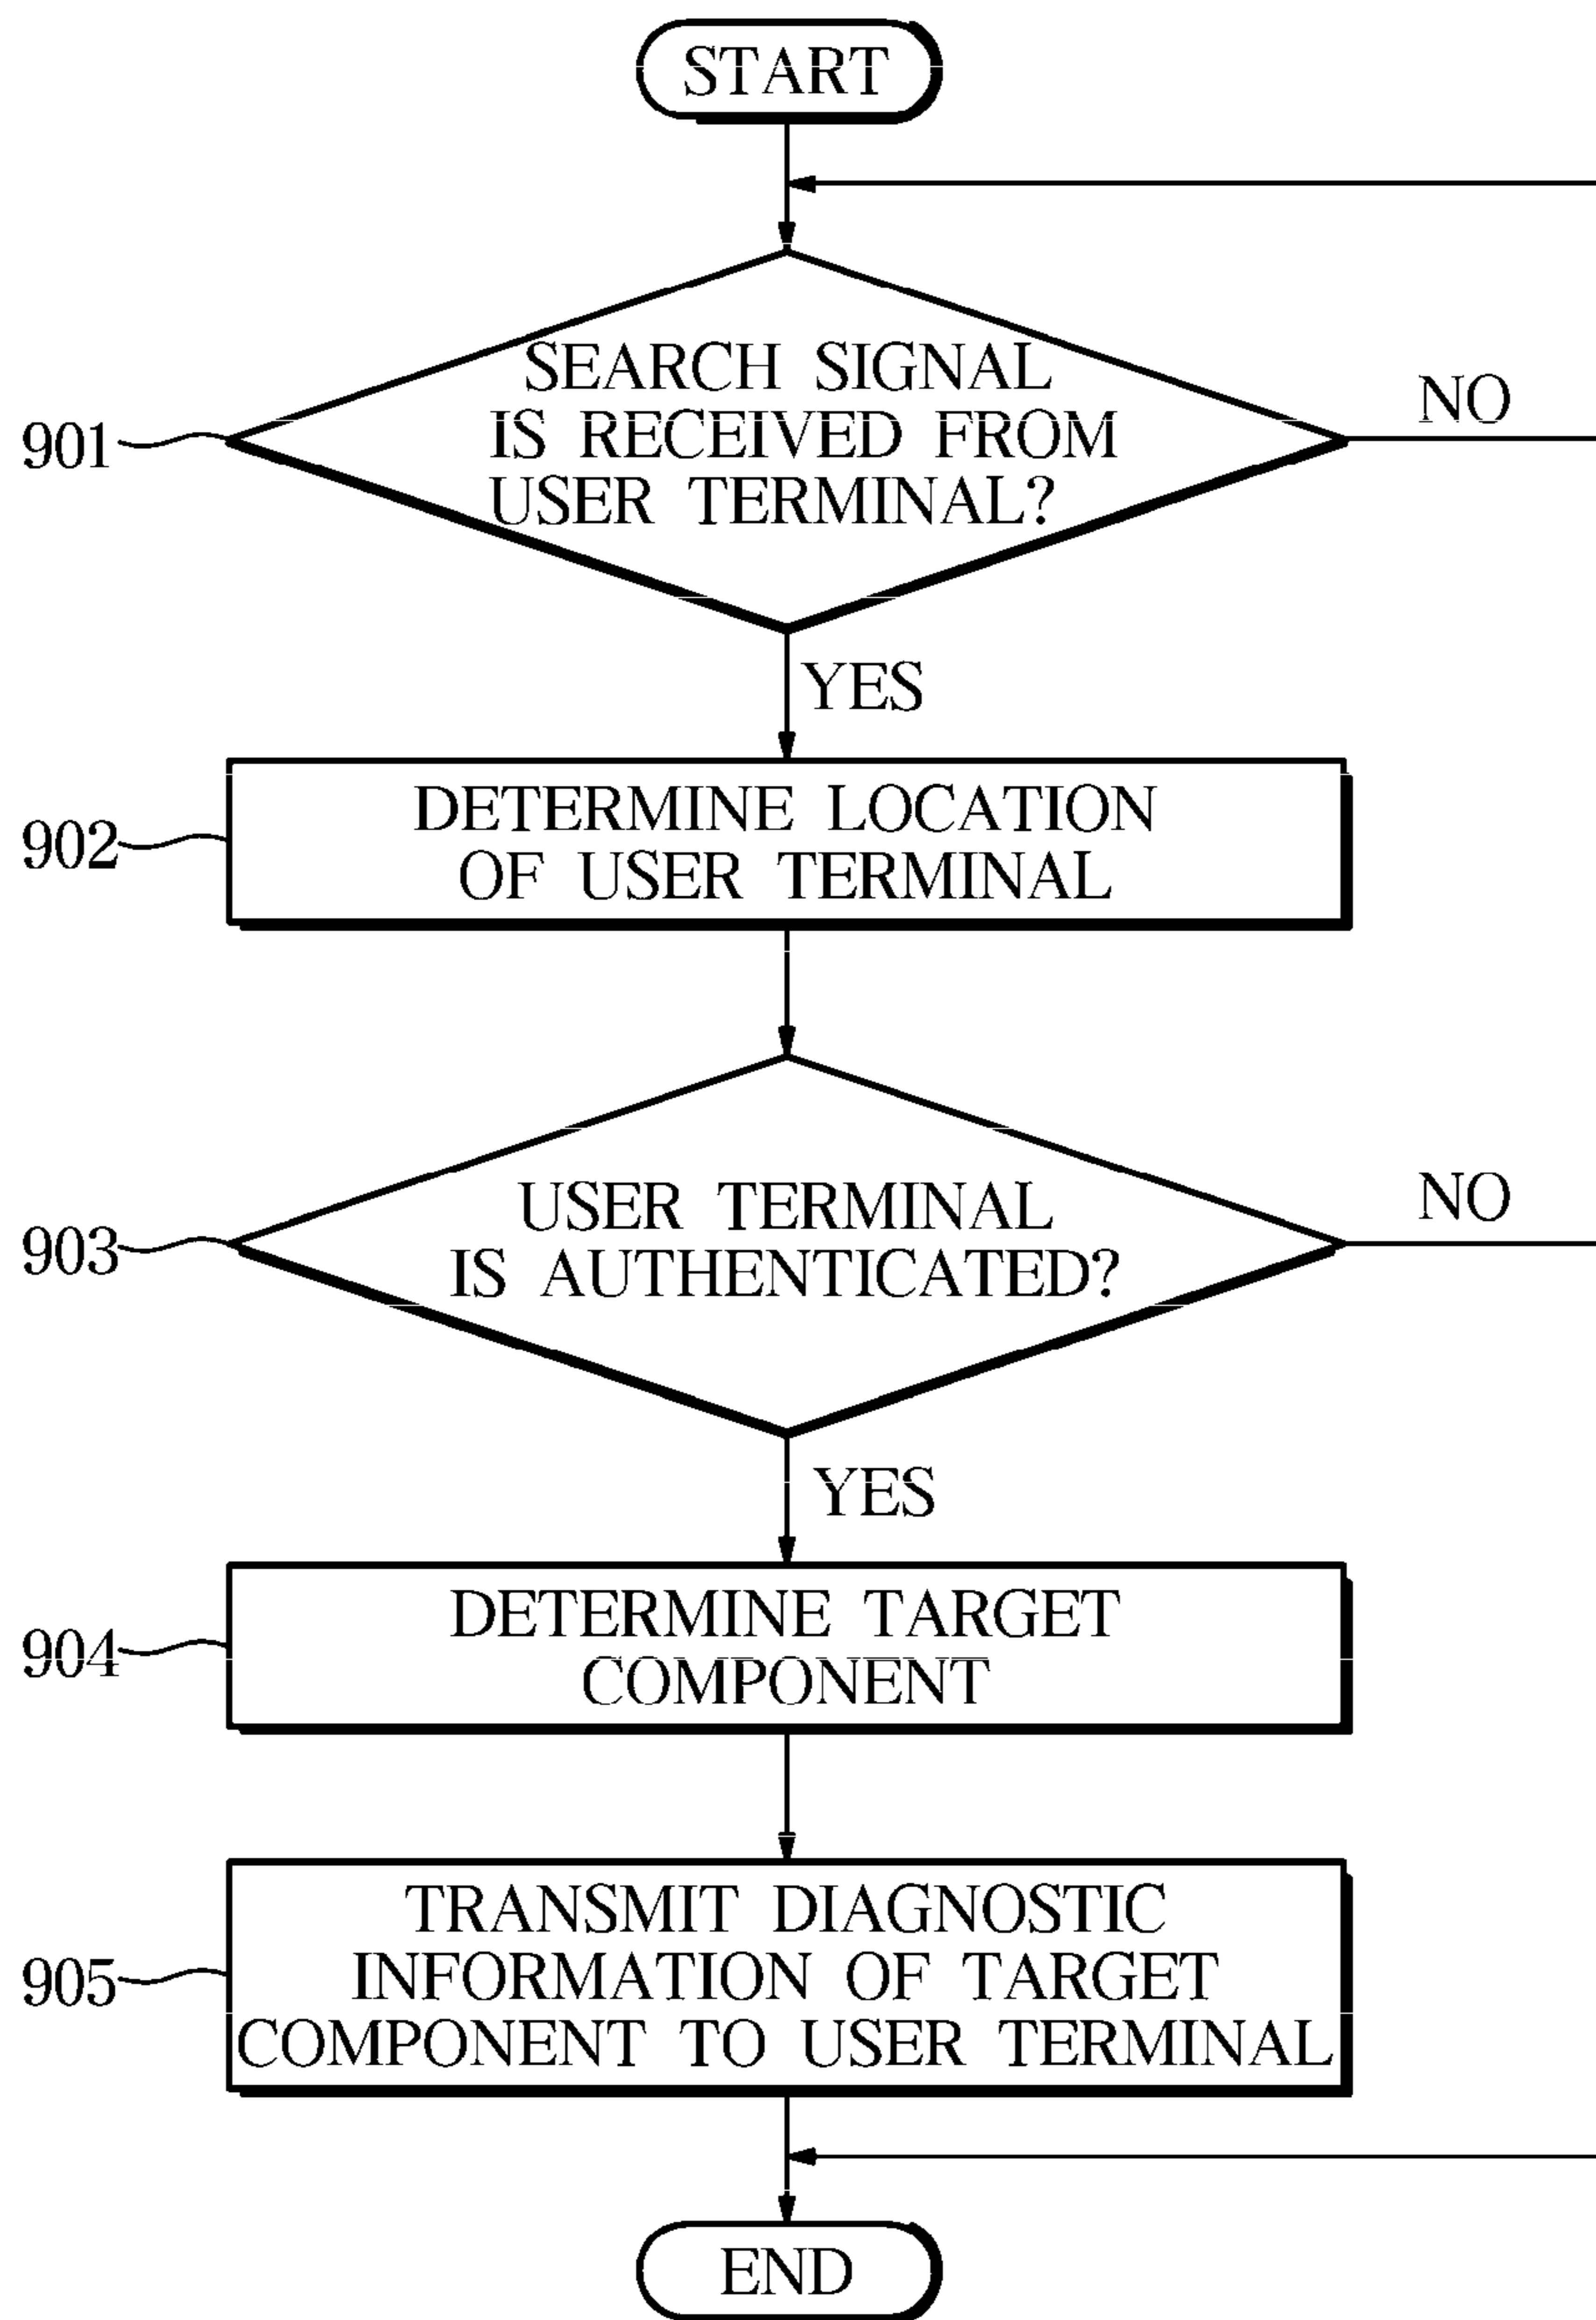 START
SEARCH SIGNAL
IS RECEIVED FROM
USER TERMINAL?
901
NO
YES
DETERMINE LOCATION
OF USER TERMINAL
902
USER TERMINAL
IS AUTHENTICATED?
903
NO
YES
DETERMINE TARGET
COMPONENT
904
TRANSMIT DIAGNOSTIC
INFORMATION OF TARGET
COMPONENT TO USER TERMINAL
905
END